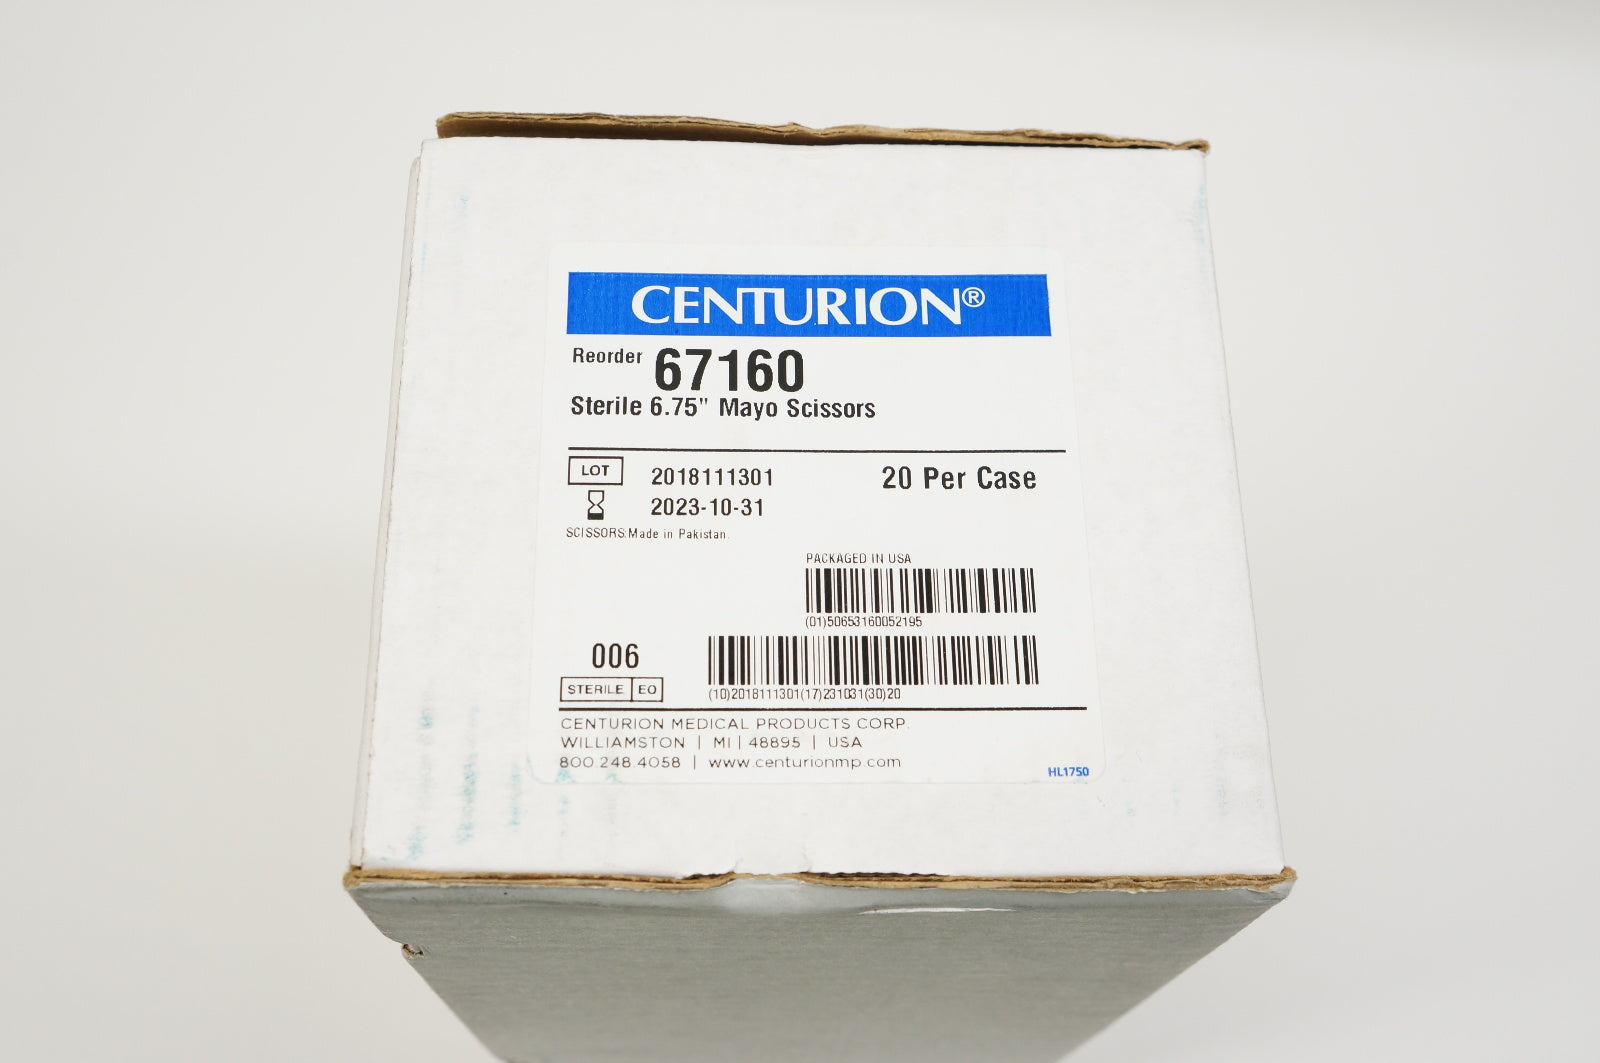 CENTURION®
Reorder 67160
Sterile 6.75" Mayo Scissors
LOT 2018111301 20 Per Case
2023-10-31
SCISSORS:Made in Pakistan.
PACKAGED IN USA
(01)50653160052195
006
STERILE EO
(10)2018111301(17)231031(30)20
CENTURION MEDICAL PRODUCTS CORP.
WILLIAMSTON | MI | 48895 | USA
800.248.4058 | www.centurionmp.com
HL1750